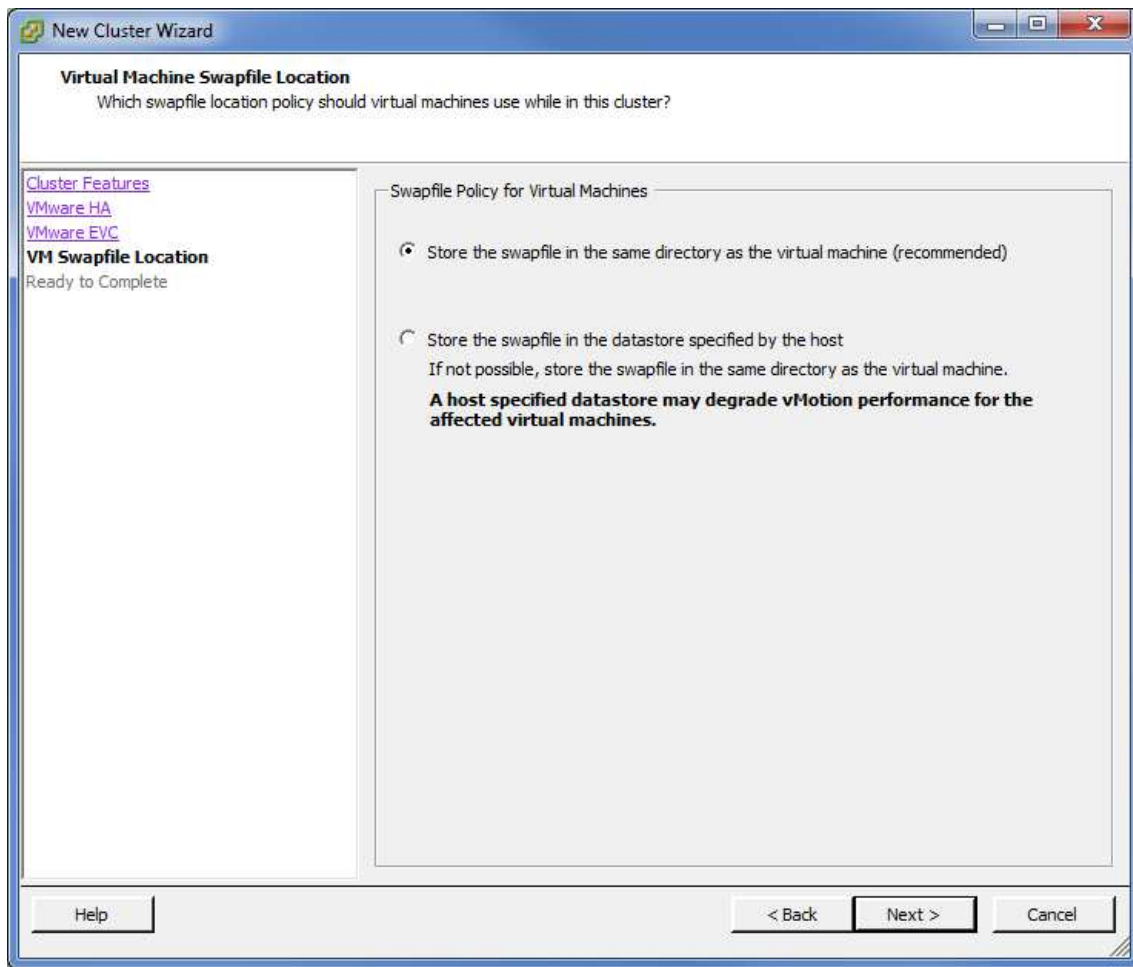 New Cluster Wizard
Virtual Machine Swapfile Location
Which swapfile location policy should virtual machines use while in this cluster?
Cluster Features
VMware HA
VMware EVC
VM Swapfile Location
Ready to Complete
Swapfile Policy for Virtual Machines
Store the swapfile in the same directory as the virtual machine (recommended)
Store the swapfile in the datastore specified by the host
If not possible, store the swapfile in the same directory as the virtual machine.
A host specified datastore may degrade vMotion performance for the
affected virtual machines.
Help
< Back
Next >
Cancel